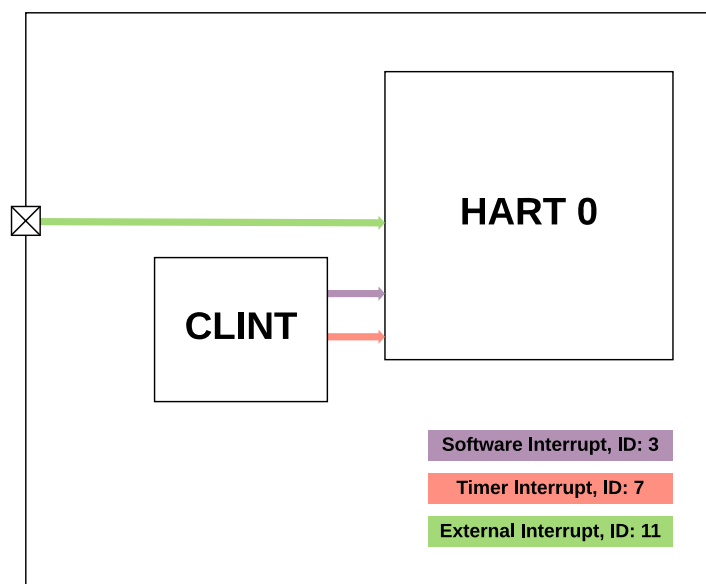 HART 0
CLINT
Software Interrupt, ID: 3
Timer Interrupt, ID: 7
External Interrupt, ID: 11